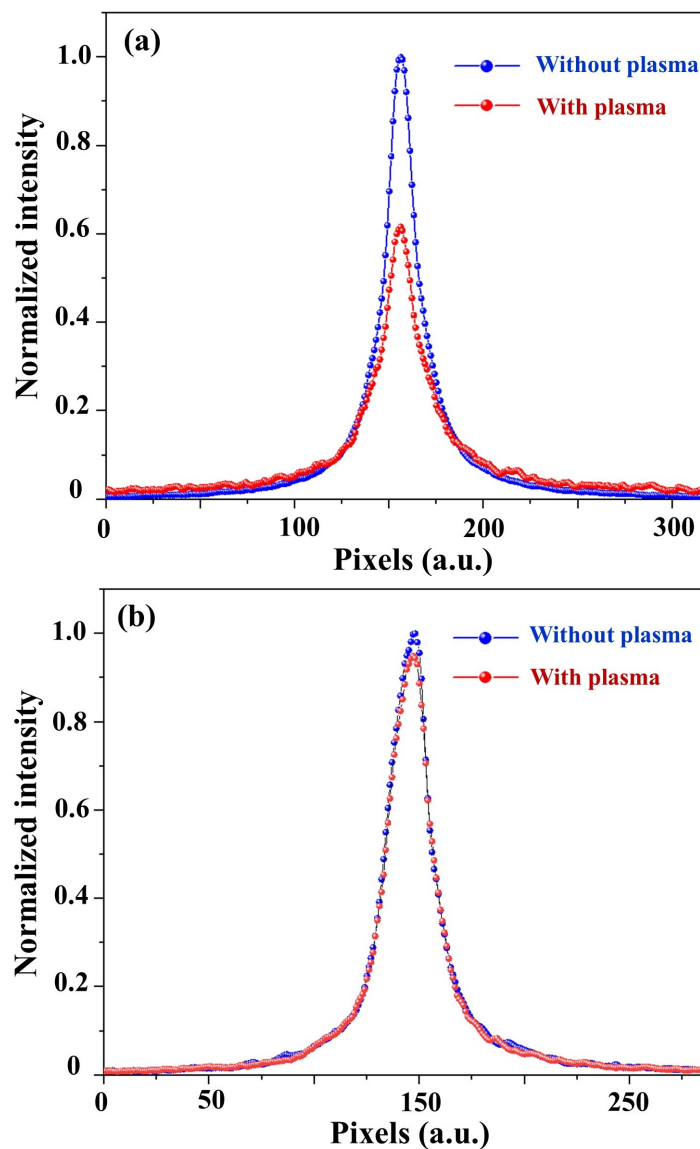 (a)
Without plasma
With plasma
Normalized intensity
1.0
0.8
0.6
0.4
0.2
0
0 100 200 300
Pixels (a.u.)
(b)
Without plasma
With plasma
Normalized intensity
1.0
0.8
0.6
0.4
0.2
0
0 50 150 250
Pixels (a.u.)